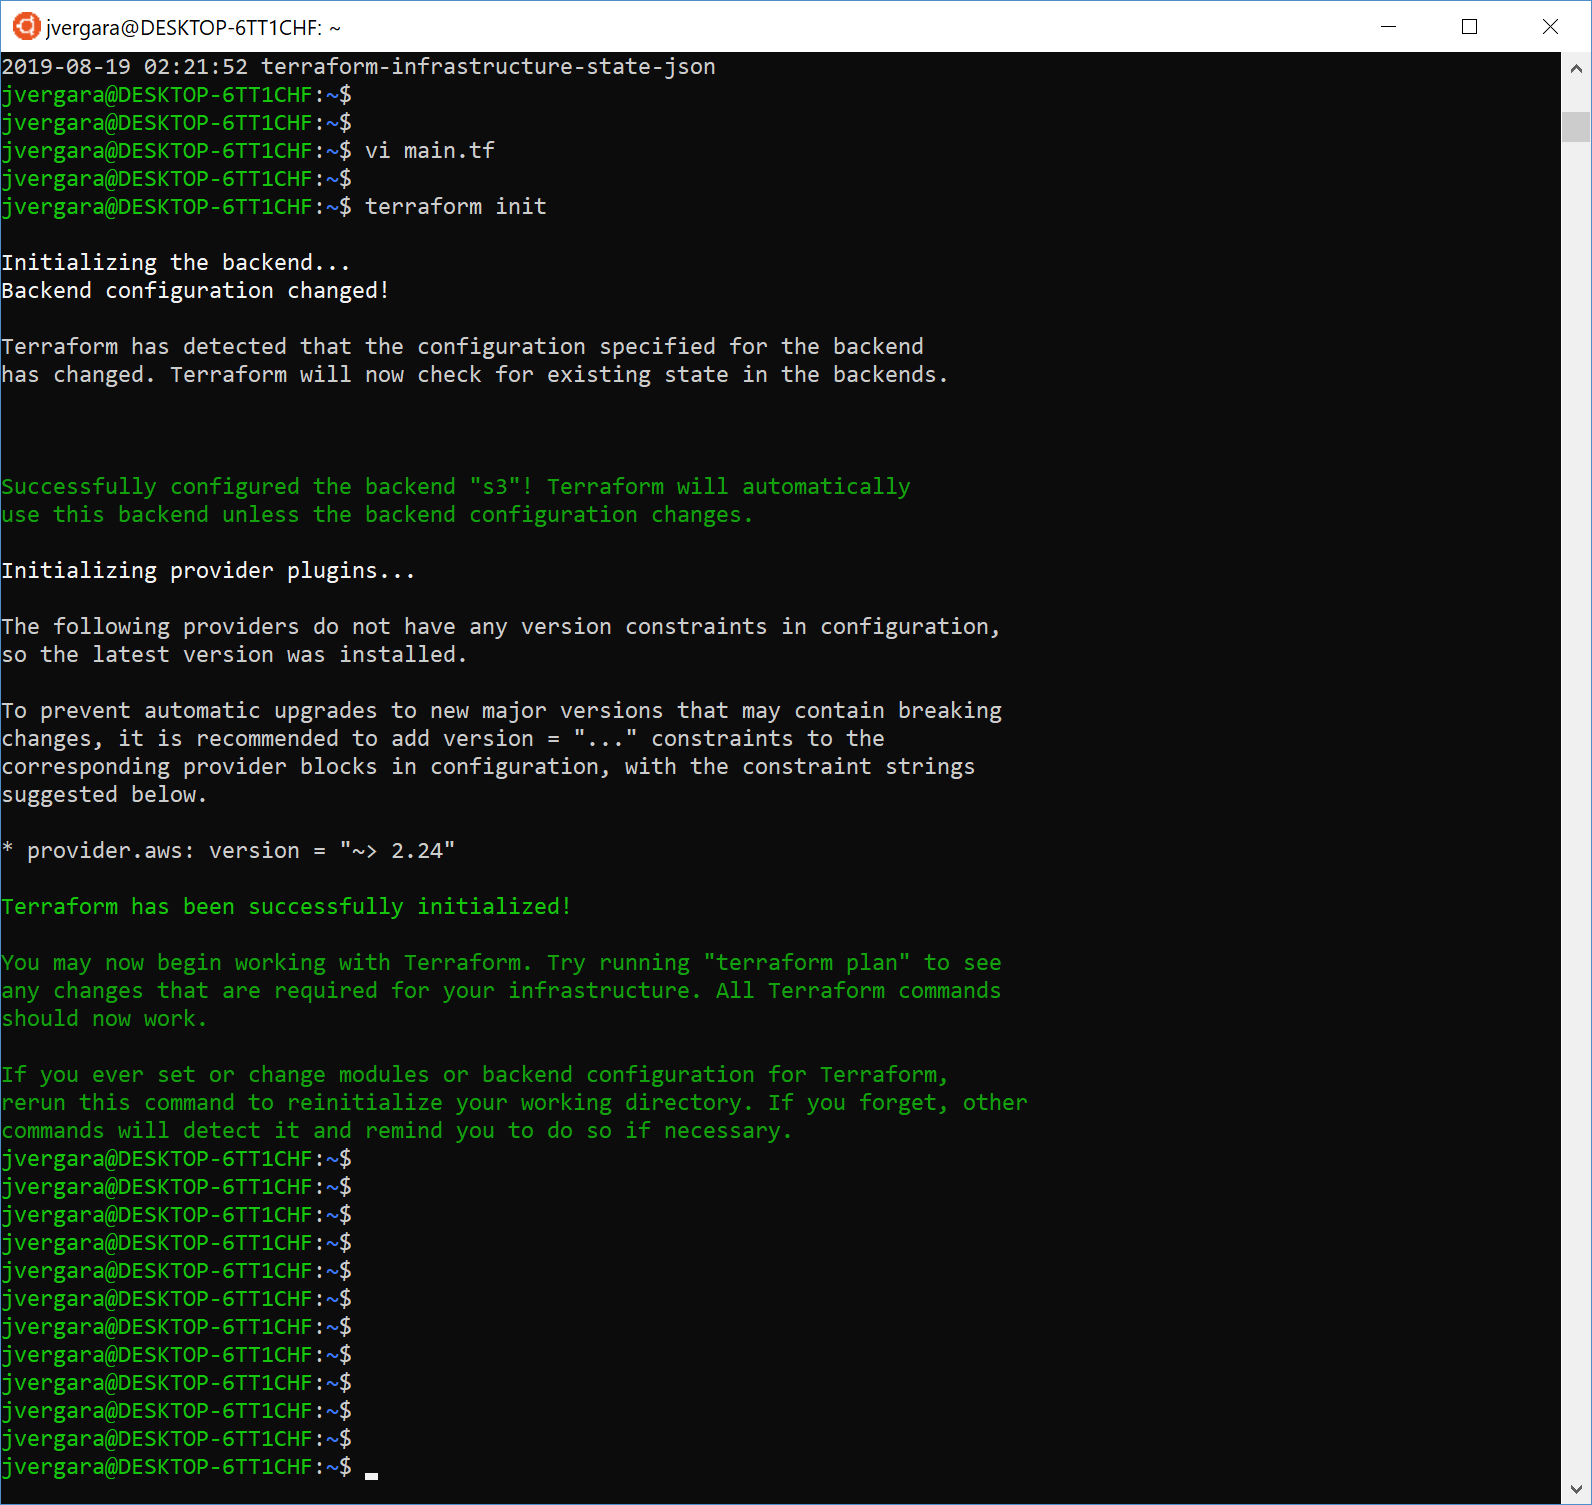 jvergara@DESKTOP-6TT1CHF: ~
2019-08-19 02:21:52 terraform-infrastructure-state-json
jvergara@DESKTOP-6TT1CHF:~$
jvergara@DESKTOP-6TT1CHF:~$
jvergara@DESKTOP-6TT1CHF:~$ vi main.tf
jvergara@DESKTOP-6TT1CHF:~$
jvergara@DESKTOP-6TT1CHF:~$ terraform init
Initializing the backend...
Backend configuration changed!
Terraform has detected that the configuration specified for the backend
has changed. Terraform will now check for existing state in the backends.
Successfully configured the backend "s3"! Terraform will automatically
use this backend unless the backend configuration changes.
Initializing provider plugins...
The following providers do not have any version constraints in configuration,
so the latest version was installed.
To prevent automatic upgrades to new major versions that may contain breaking
changes, it is recommended to add version = "..." constraints to the
corresponding provider blocks in configuration, with the constraint strings
suggested below.
* provider.aws: version = "~> 2.24"
Terraform has been successfully initialized!
You may now begin working with Terraform. Try running "terraform plan" to see
any changes that are required for your infrastructure. All Terraform commands
should now work.
If you ever set or change modules or backend configuration for Terraform,
rerun this command to reinitialize your working directory. If you forget, other
commands will detect it and remind you to do so if necessary.
jvergara@DESKTOP-6TT1CHF:~$
jvergara@DESKTOP-6TT1CHF:~$
jvergara@DESKTOP-6TT1CHF:~$
jvergara@DESKTOP-6TT1CHF:~$
jvergara@DESKTOP-6TT1CHF:~$
jvergara@DESKTOP-6TT1CHF:~$
jvergara@DESKTOP-6TT1CHF:~$
jvergara@DESKTOP-6TT1CHF:~$
jvergara@DESKTOP-6TT1CHF:~$
jvergara@DESKTOP-6TT1CHF:~$
jvergara@DESKTOP-6TT1CHF:~$
jvergara@DESKTOP-6TT1CHF:~$